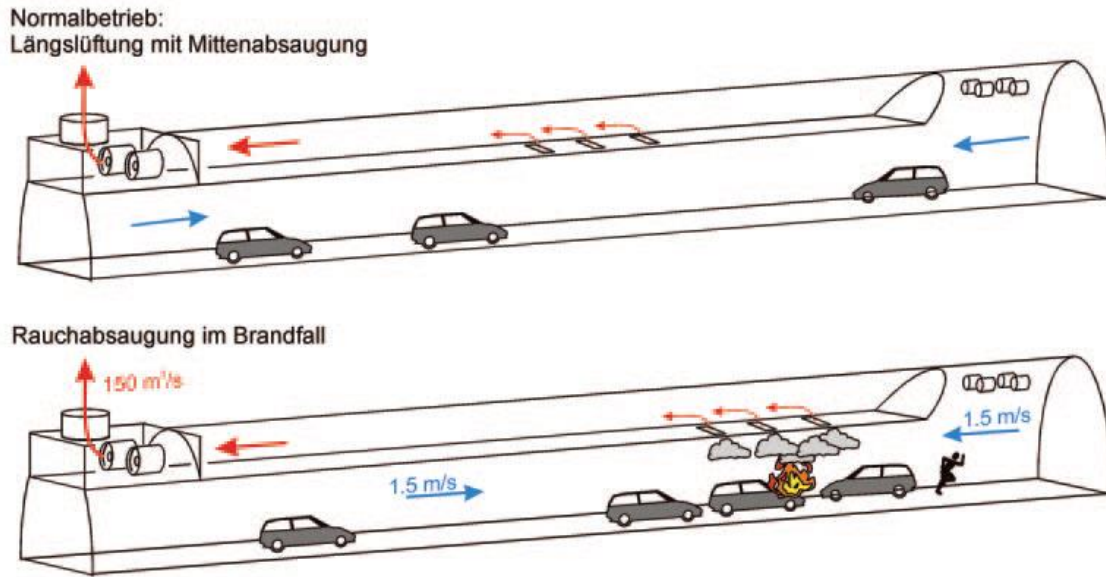 Normalbetrieb:
Längslüftung mit Mittenabsaugung
Rauchabsaugung im Brandfall
150 m³/s
1.5 m/s
1.5 m/s